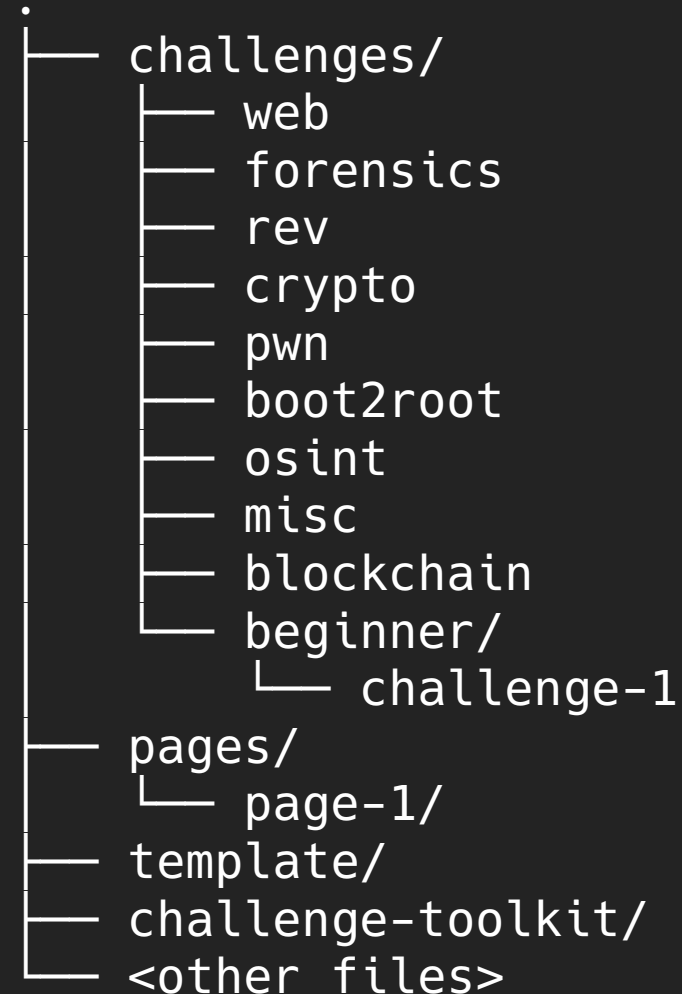 .
├── challenges/
│   ├── web
│   ├── forensics
│   ├── rev
│   ├── crypto
│   ├── pwn
│   ├── boot2root
│   ├── osint
│   ├── misc
│   ├── blockchain
│   └── beginner/
│       └── challenge-1
├── pages/
│   └── page-1/
├── template/
├── challenge-toolkit/
└── <other files>